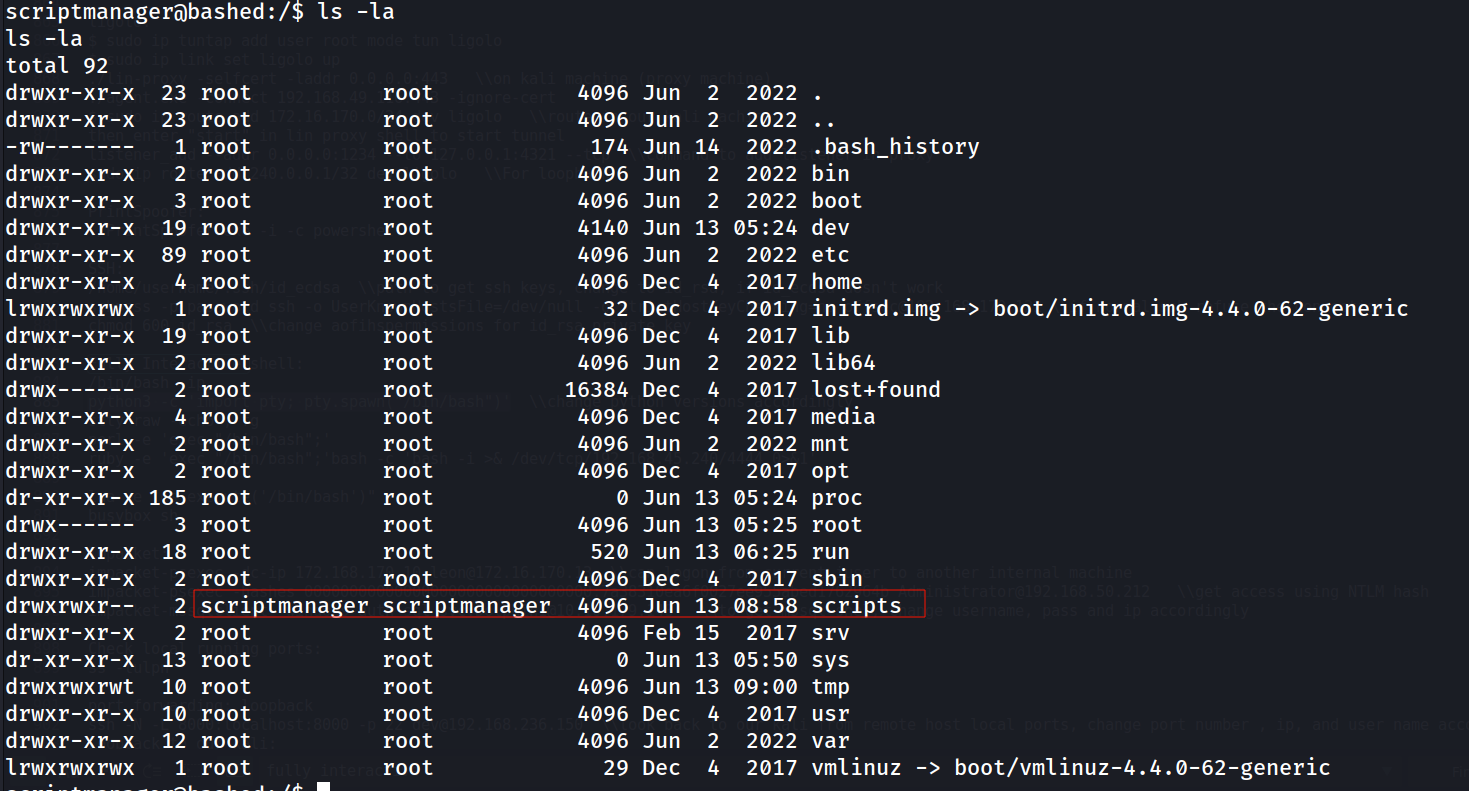 scriptmanager@bashed:/$ ls -la
ls -la
total 92
drwxr-xr-x  23 root          root           4096 Jun  2  2022 .
drwxr-xr-x  23 root          root           4096 Jun  2  2022 ..
-rw-------   1 root          root            174 Jun 14  2022 .bash_history
drwxr-xr-x   2 root          root           4096 Jun  2  2022 bin
drwxr-xr-x   3 root          root           4096 Jun  2  2022 boot
drwxr-xr-x  19 root          root           4140 Jun 13 05:24 dev
drwxr-xr-x  89 root          root           4096 Jun  2  2022 etc
drwxr-xr-x   4 root          root           4096 Dec  4  2017 home
lrwxrwxrwx   1 root          root             32 Dec  4  2017 initrd.img -> boot/initrd.img-4.4.0-62-generic
drwxr-xr-x  19 root          root           4096 Dec  4  2017 lib
drwxr-xr-x   2 root          root           4096 Jun  2  2022 lib64
drwx------   2 root          root          16384 Dec  4  2017 lost+found
drwxr-xr-x   4 root          root           4096 Dec  4  2017 media
drwxr-xr-x   2 root          root           4096 Jun  2  2022 mnt
drwxr-xr-x   2 root          root           4096 Dec  4  2017 opt
dr-xr-xr-x 185 root          root              0 Jun 13 05:24 proc
drwx------   3 root          root           4096 Jun 13 05:25 root
drwxr-xr-x  18 root          root            520 Jun 13 06:25 run
drwxr-xr-x   2 root          root           4096 Dec  4  2017 sbin
drwxrwxr--   2 scriptmanager scriptmanager  4096 Jun 13 08:58 scripts
drwxr-xr-x   2 root          root           4096 Feb 15  2017 srv
dr-xr-xr-x  13 root          root              0 Jun 13 05:50 sys
drwxrwxrwt  10 root          root           4096 Jun 13 09:00 tmp
drwxr-xr-x  10 root          root           4096 Dec  4  2017 usr
drwxr-xr-x  12 root          root           4096 Jun  2  2022 var
lrwxrwxrwx   1 root          root             29 Dec  4  2017 vmlinuz -> boot/vmlinuz-4.4.0-62-generic
scriptmanager@bashed:/$